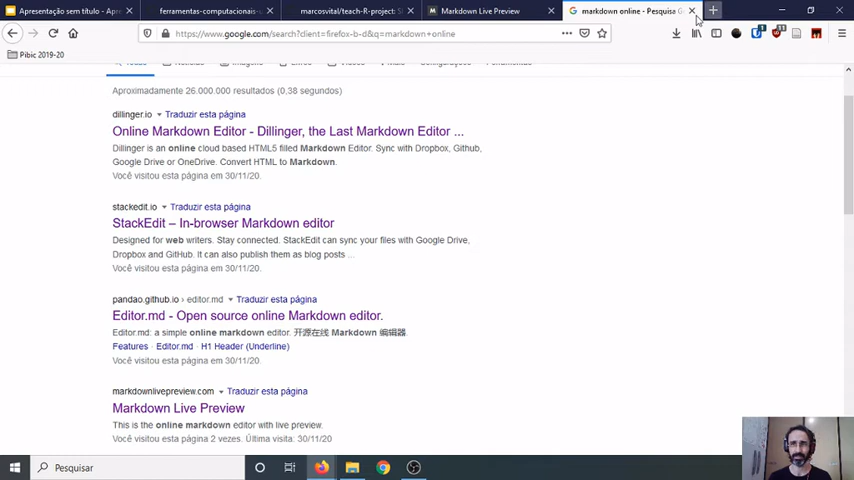 Apresentação sem título - Apre
ferramentas-computacionais-u
marcosvital/teach-R-project: S
Markdown Live Preview
markdown online - Pesquisa G
https://www.google.com/search?client=firefox-b-d&q=markdown+online
Pibic 2019-20
Aproximadamente 26.000.000 resultados (0,38 segundos)
dillinger.io Traduzir esta página
Online Markdown Editor - Dillinger, the Last Markdown Editor ...
Dillinger is an online cloud based HTML5 filled Markdown Editor. Sync with Dropbox, Github,
Google Drive or OneDrive. Convert HTML to Markdown.
Você visitou esta página em 30/11/20.
stackedit.io Traduzir esta página
StackEdit – In-browser Markdown editor
Designed for web writers. Stay connected. StackEdit can sync your files with Google Drive,
Dropbox and GitHub. It can also publish them as blog posts ...
Você visitou esta página em 30/11/20.
pandao.github.io › editor.md Traduzir esta página
Editor.md - Open source online Markdown editor.
Editor.md: a simple online markdown editor. 开源在线 Markdown 编辑器.
Features · Editor.md · H1 Header (Underline)
Você visitou esta página em 30/11/20.
markdownlivepreview.com Traduzir esta página
Markdown Live Preview
This is the online markdown editor with live preview.
Você visitou esta página 2 vezes. Última visita: 30/11/20
Pesquisar